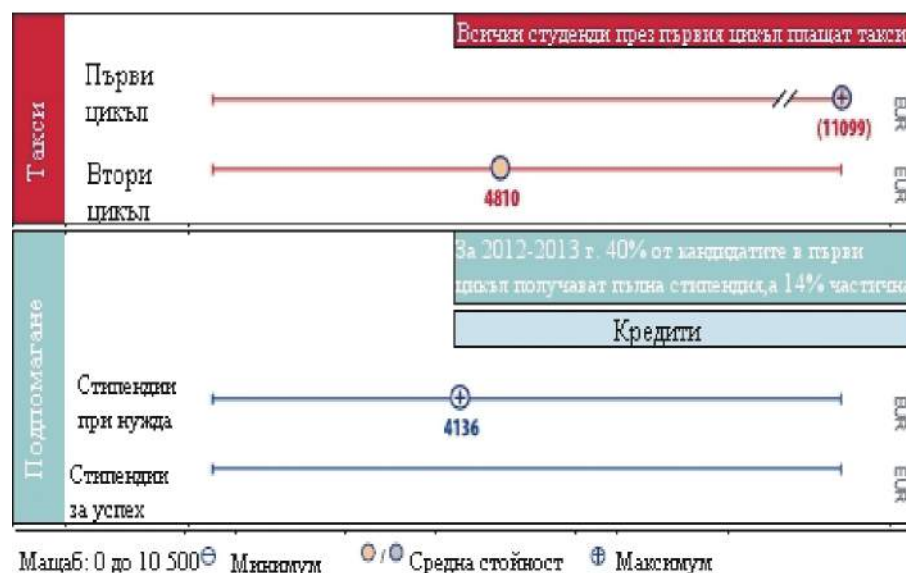 Всички студенди през първия цикъл плащат такси
Такси
Първи
цикъл
(11099)
EUR
Втори
цикъл
4810
EUR
Подпомагане
За 2012-2013 г. 40% от кандидатите в първи
цикъл получават пълна стипендия,а 14% частична
Кредити
Стипендии
при нужда
4136
EUR
Стипендии
за успех
EUR
Мащаб: 0 до 10 500 Минимум / Средна стойност Максимум